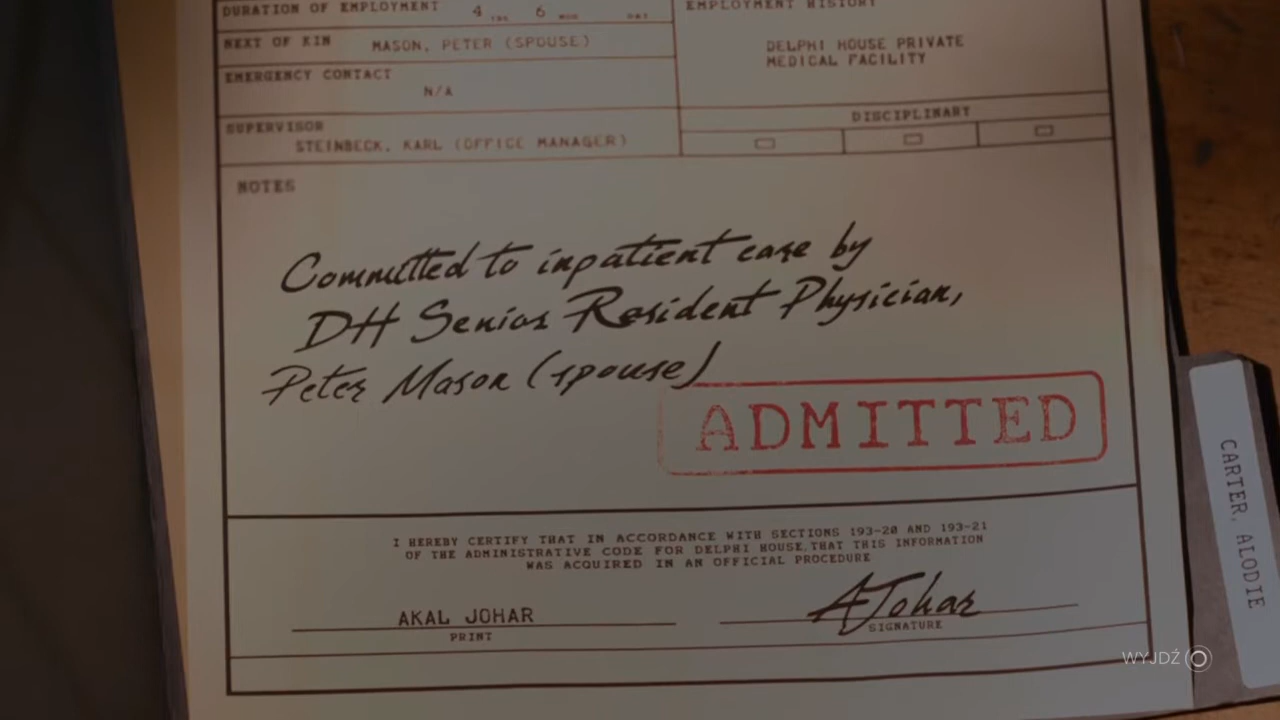 DURATION OF EMPLOYMENT 4 YRS 6 MOS DAY
EMPLOYMENT HISTORY
NEXT OF KIN MASON, PETER (SPOUSE)
DELPHI HOUSE PRIVATE
MEDICAL FACILITY
EMERGENCY CONTACT
N/A
SUPERVISOR
STEINBECK, KARL (OFFICE MANAGER)
DISCIPLINARY
NOTES
Committed to inpatient care by
DH Senior Resident Physician,
Peter Mason (spouse)
ADMITTED
I HEREBY CERTIFY THAT IN ACCORDANCE WITH SECTIONS 193-20 AND 193-21
OF THE ADMINISTRATIVE CODE FOR DELPHI HOUSE, THAT THIS INFORMATION
WAS ACQUIRED IN AN OFFICIAL PROCEDURE
AKAL JOHAR
PRINT
AJohar
SIGNATURE
CARTER, ALODIE
WYJDŹ